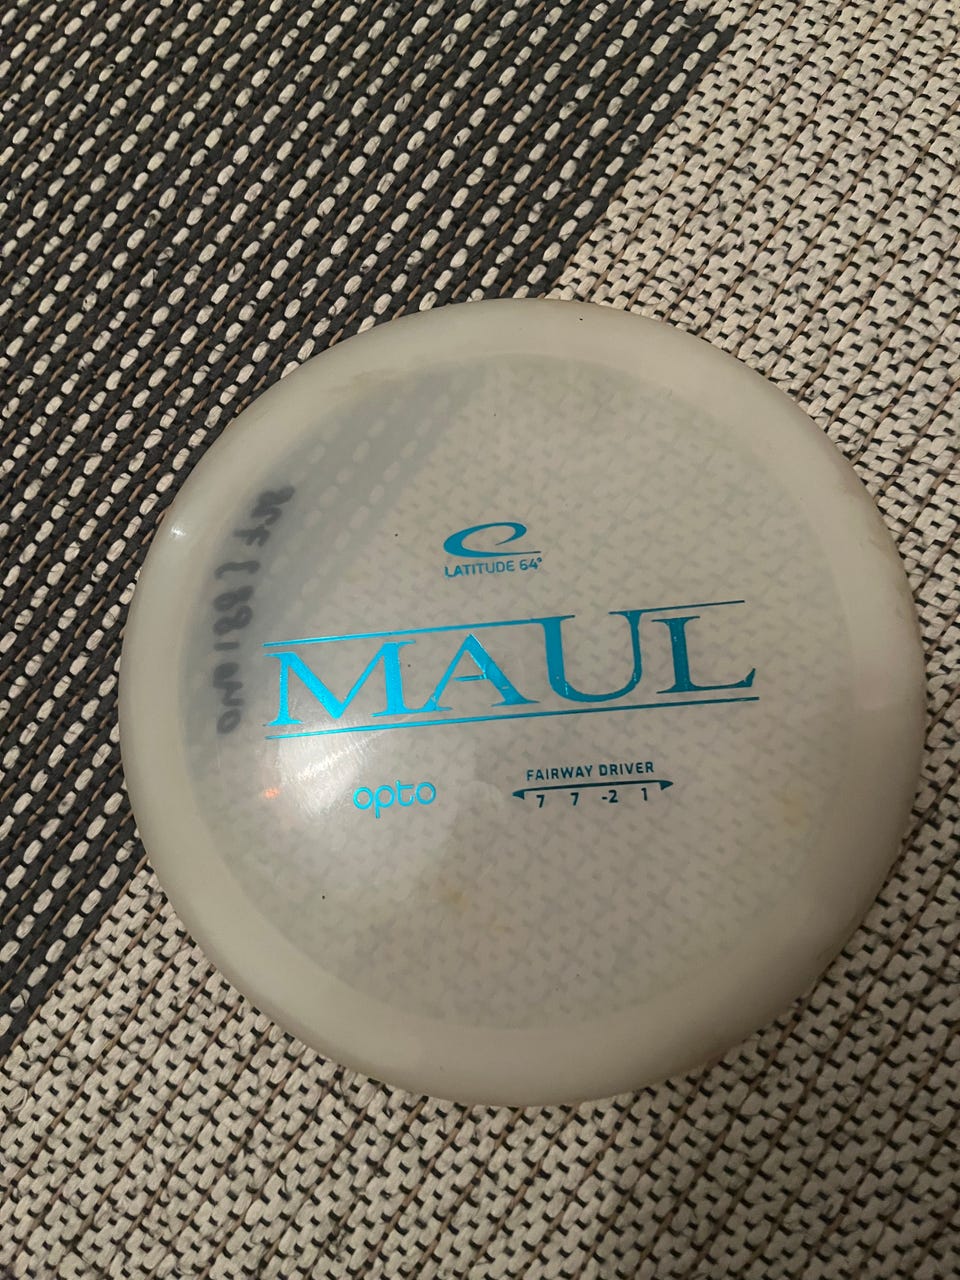 LATITUDE 64°
MAUL
opto
FAIRWAY DRIVER
7 7 -2 1